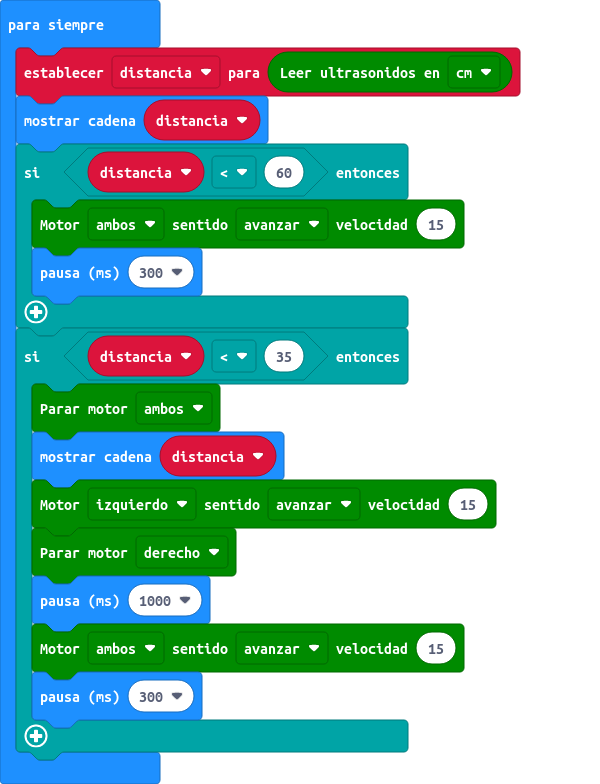 para siempre
establecer distancia para Leer ultrasonidos en cm
mostrar cadena distancia
si distancia < 60 entonces
Motor ambos sentido avanzar velocidad 15
pausa (ms) 300
si distancia < 35 entonces
Parar motor ambos
mostrar cadena distancia
Motor izquierdo sentido avanzar velocidad 15
Parar motor derecho
pausa (ms) 1000
Motor ambos sentido avanzar velocidad 15
pausa (ms) 300